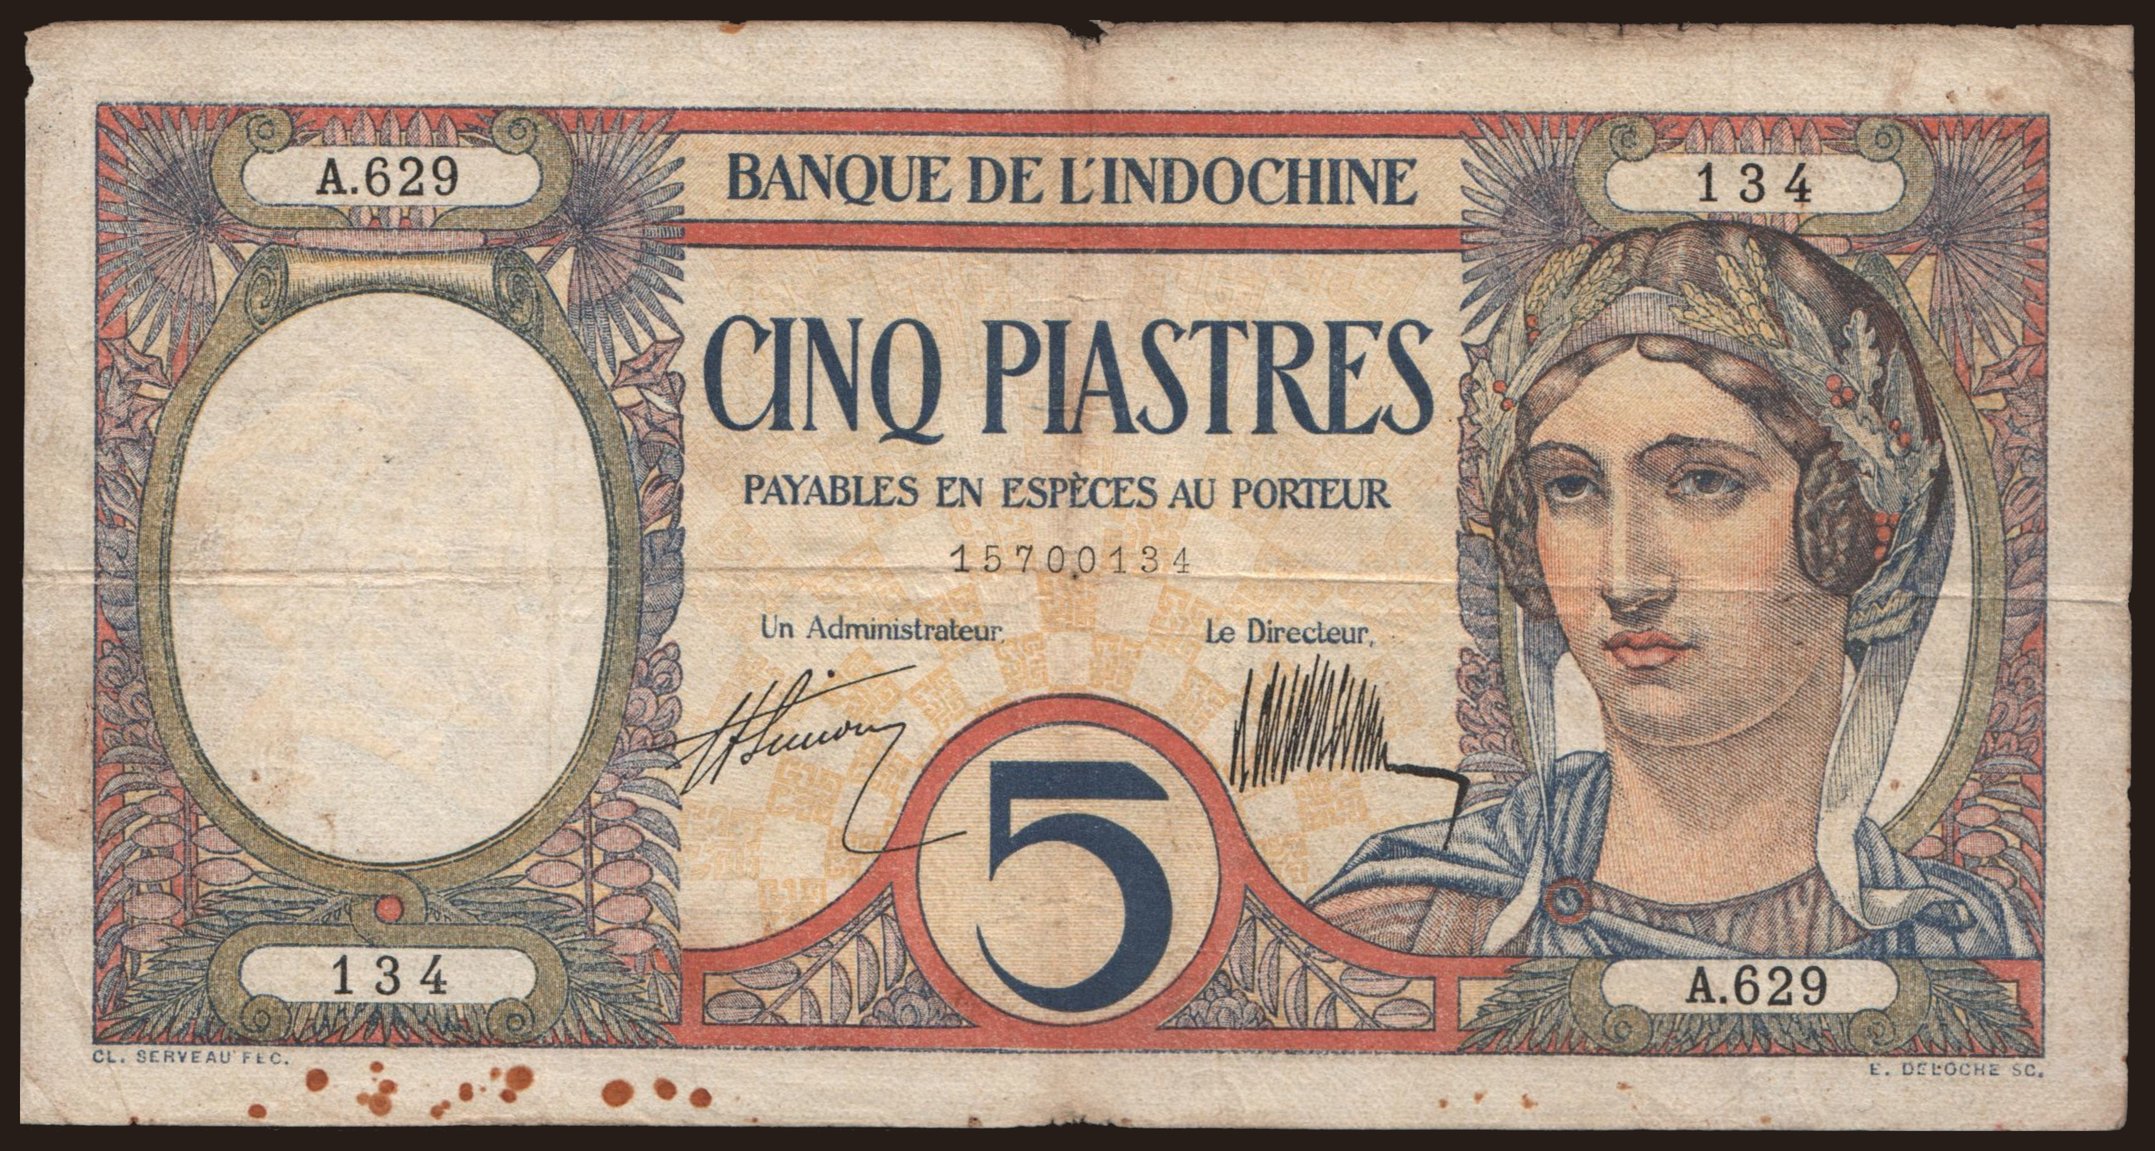 A.629
BANQUE DE L'INDOCHINE
134
CINQ PIASTRES
PAYABLES EN ESPÈCES AU PORTEUR
15700134
Un Administrateur,
Le Directeur,
5
134
A.629
CL. SERVEAU FEC.
E. DELOCHE SC.